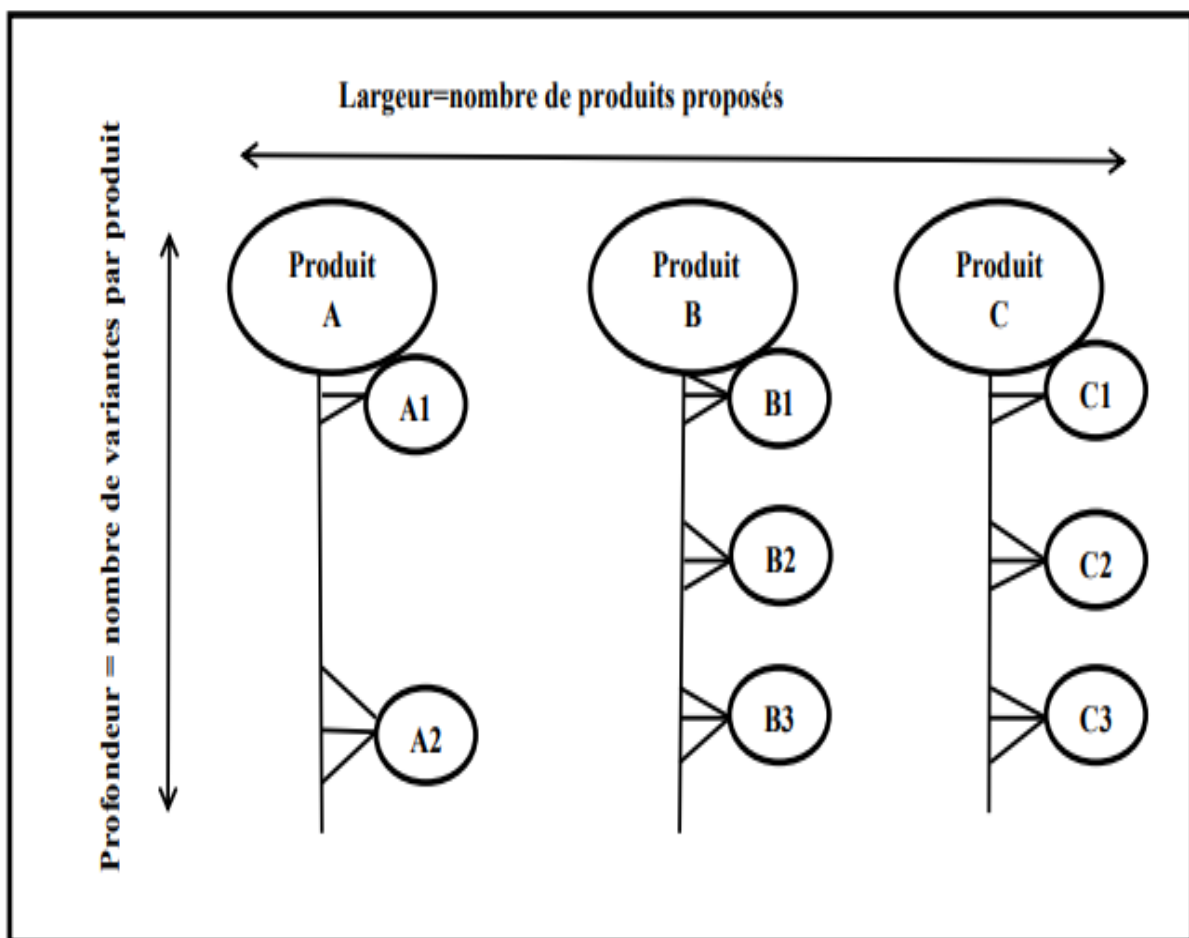 Largeur=nombre de produits proposés
Profondeur = nombre de variantes par produit
Produit
A
Produit
B
Produit
C
A1
B1
C1
B2
C2
A2
B3
C3